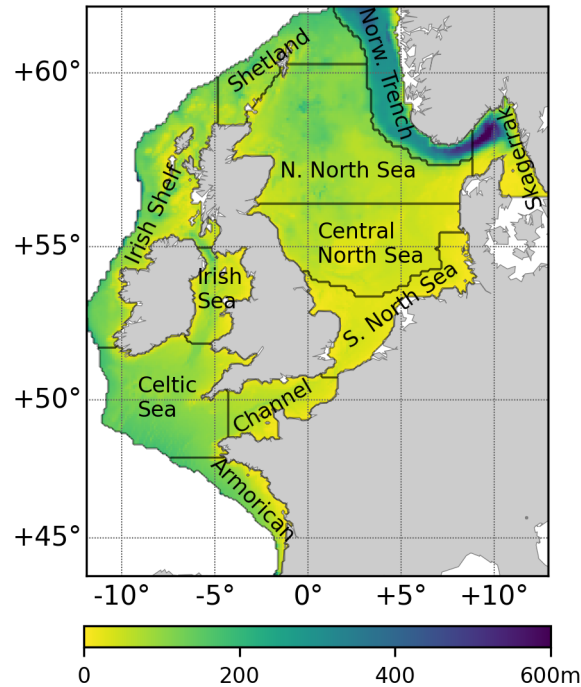 +60°
+55°
+50°
+45°
Shetland
Norw. Trench
Skagerrak
N. North Sea
Irish Shelf
Central
North Sea
Irish
Sea
S. North Sea
Celtic
Sea
Channel
Armorican
-10°
-5°
0°
+5°
+10°
0
200
400
600m